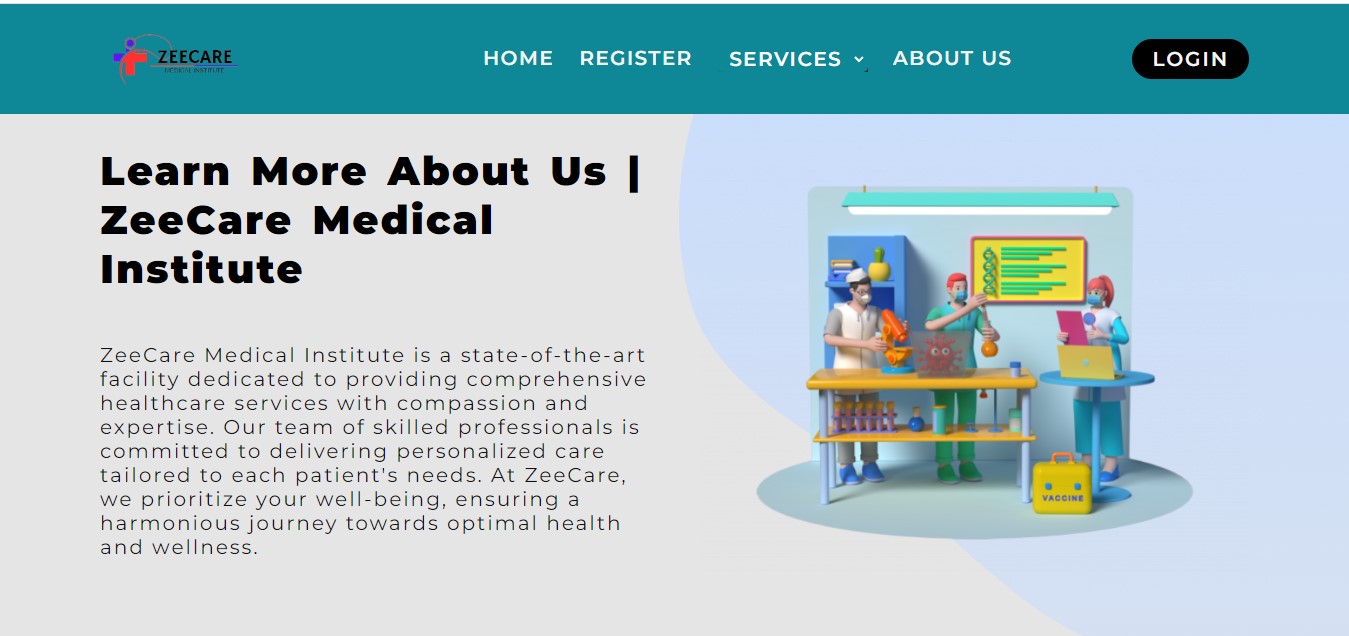 ZEECARE
MEDICAL INSTITUTE
HOME REGISTER SERVICES ABOUT US LOGIN
Learn More About Us |
ZeeCare Medical
Institute
ZeeCare Medical Institute is a state-of-the-art
facility dedicated to providing comprehensive
healthcare services with compassion and
expertise. Our team of skilled professionals is
committed to delivering personalized care
tailored to each patient's needs. At ZeeCare,
we prioritize your well-being, ensuring a
harmonious journey towards optimal health
and wellness.
VACCINE